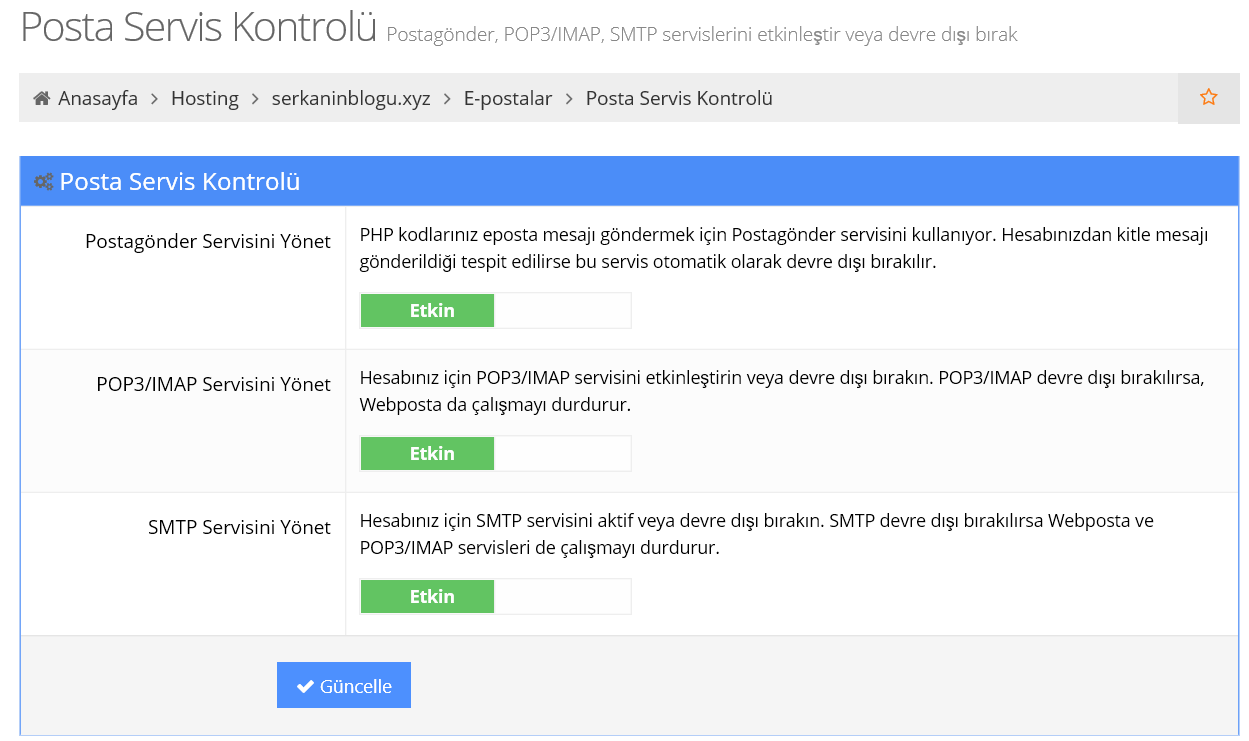 Posta Servis Kontrolü Postagönder, POP3/IMAP, SMTP servislerini etkinleştir veya devre dışı bırak
Anasayfa > Hosting > serkaninblogu.xyz > E-postalar > Posta Servis Kontrolü
Posta Servis Kontrolü
Postagönder Servisini Yönet
PHP kodlarınız eposta mesajı göndermek için Postagönder servisini kullanıyor. Hesabınızdan kitle mesajı
gönderildiği tespit edilirse bu servis otomatik olarak devre dışı bırakılır.
Etkin
POP3/IMAP Servisini Yönet
Hesabınız için POP3/IMAP servisini etkinleştirin veya devre dışı bırakın. POP3/IMAP devre dışı bırakılırsa,
Webposta da çalışmayı durdurur.
Etkin
SMTP Servisini Yönet
Hesabınız için SMTP servisini aktif veya devre dışı bırakın. SMTP devre dışı bırakılırsa Webposta ve
POP3/IMAP servisleri de çalışmayı durdurur.
Etkin
Güncelle